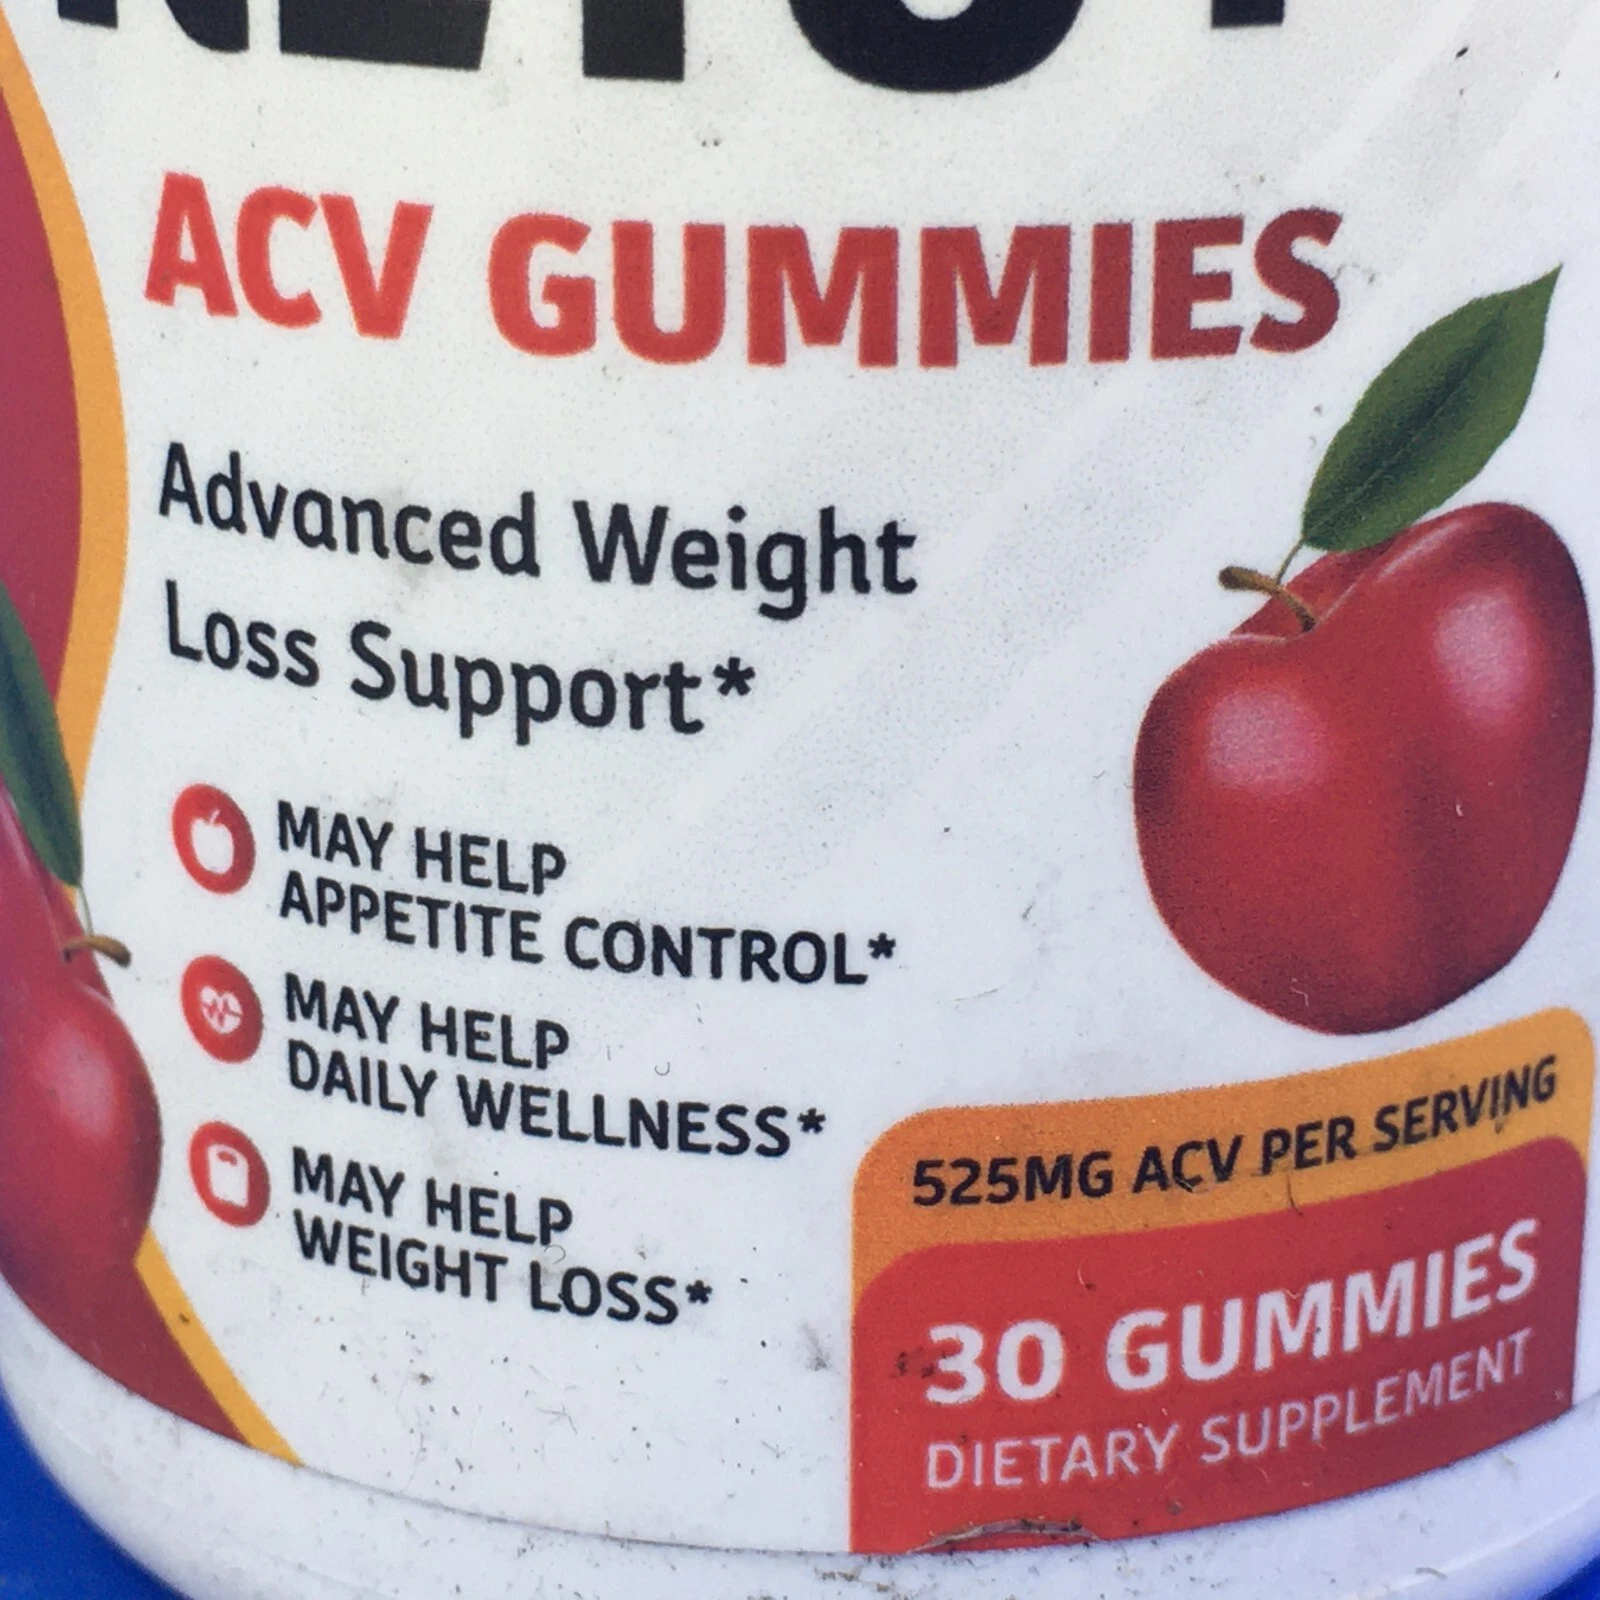 ACV GUMMIES
Advanced Weight
Loss Support*
MAY HELP
APPETITE CONTROL*
MAY HELP
DAILY WELLNESS*
MAY HELP
WEIGHT LOSS*
525MG ACV PER SERVING
30 GUMMIES
DIETARY SUPPLEMENT